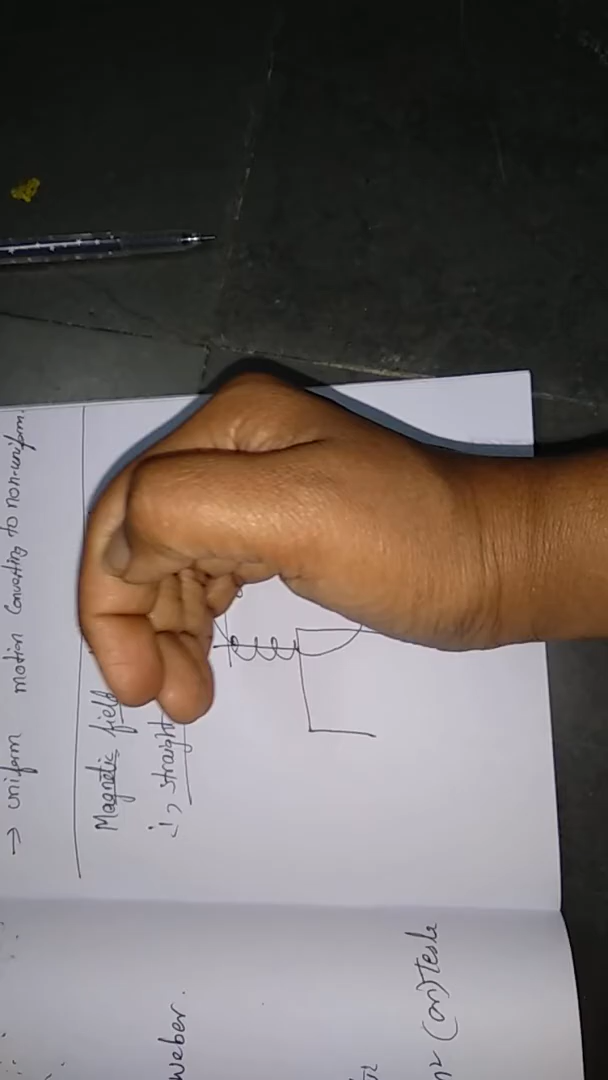 → uniform motion converting to non-uniform.
Magnetic field
i, straight
weber.
(or) Tesla